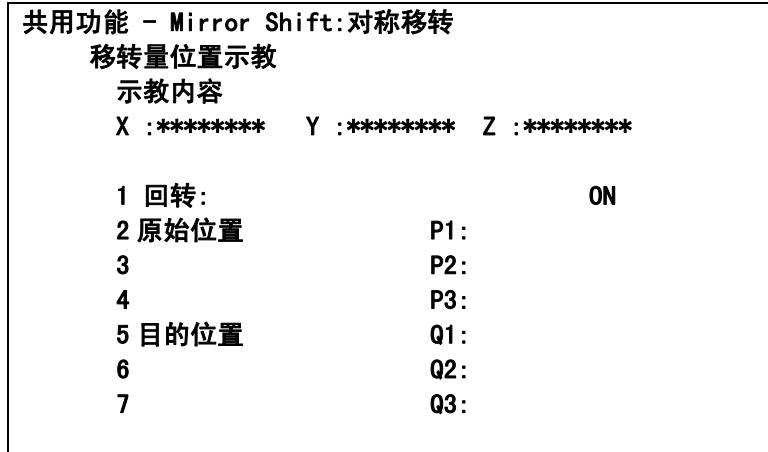 共用功能 - Mirror Shift:对称移转
移转量位置示教
示教内容
X :******** Y :******** Z :********
1 回转: ON
2 原始位置 P1:
3 P2:
4 P3:
5 目的位置 Q1:
6 Q2:
7 Q3: